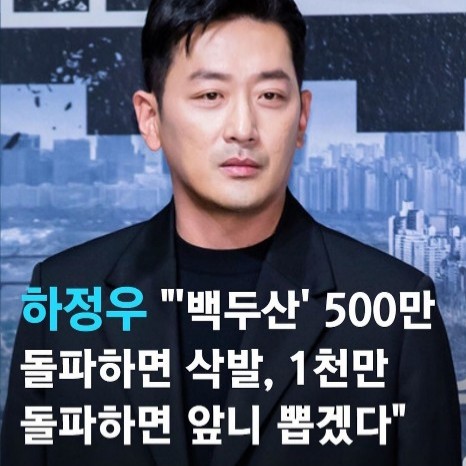 하정우 "'백두산' 500만
돌파하면 삭발, 1천만
돌파하면 앞니 뽑겠다"